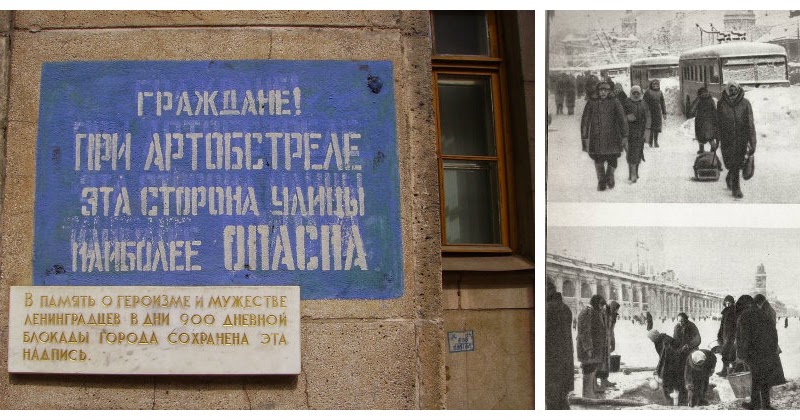 ГРАЖДАНЕ!
ПРИ АРТОБСТРЕЛЕ
ЭТА СТОРОНА УЛИЦЫ
НАИБОЛЕЕ ОПАСНА
В ПАМЯТЬ О ГЕРОИЗМЕ И МУЖЕСТВЕ
ЛЕНИНГРАДЦЕВ В ДНИ 900 ДНЕВНОЙ
БЛОКАДЫ ГОРОДА СОХРАНЕНА ЭТА
НАДПИСЬ.